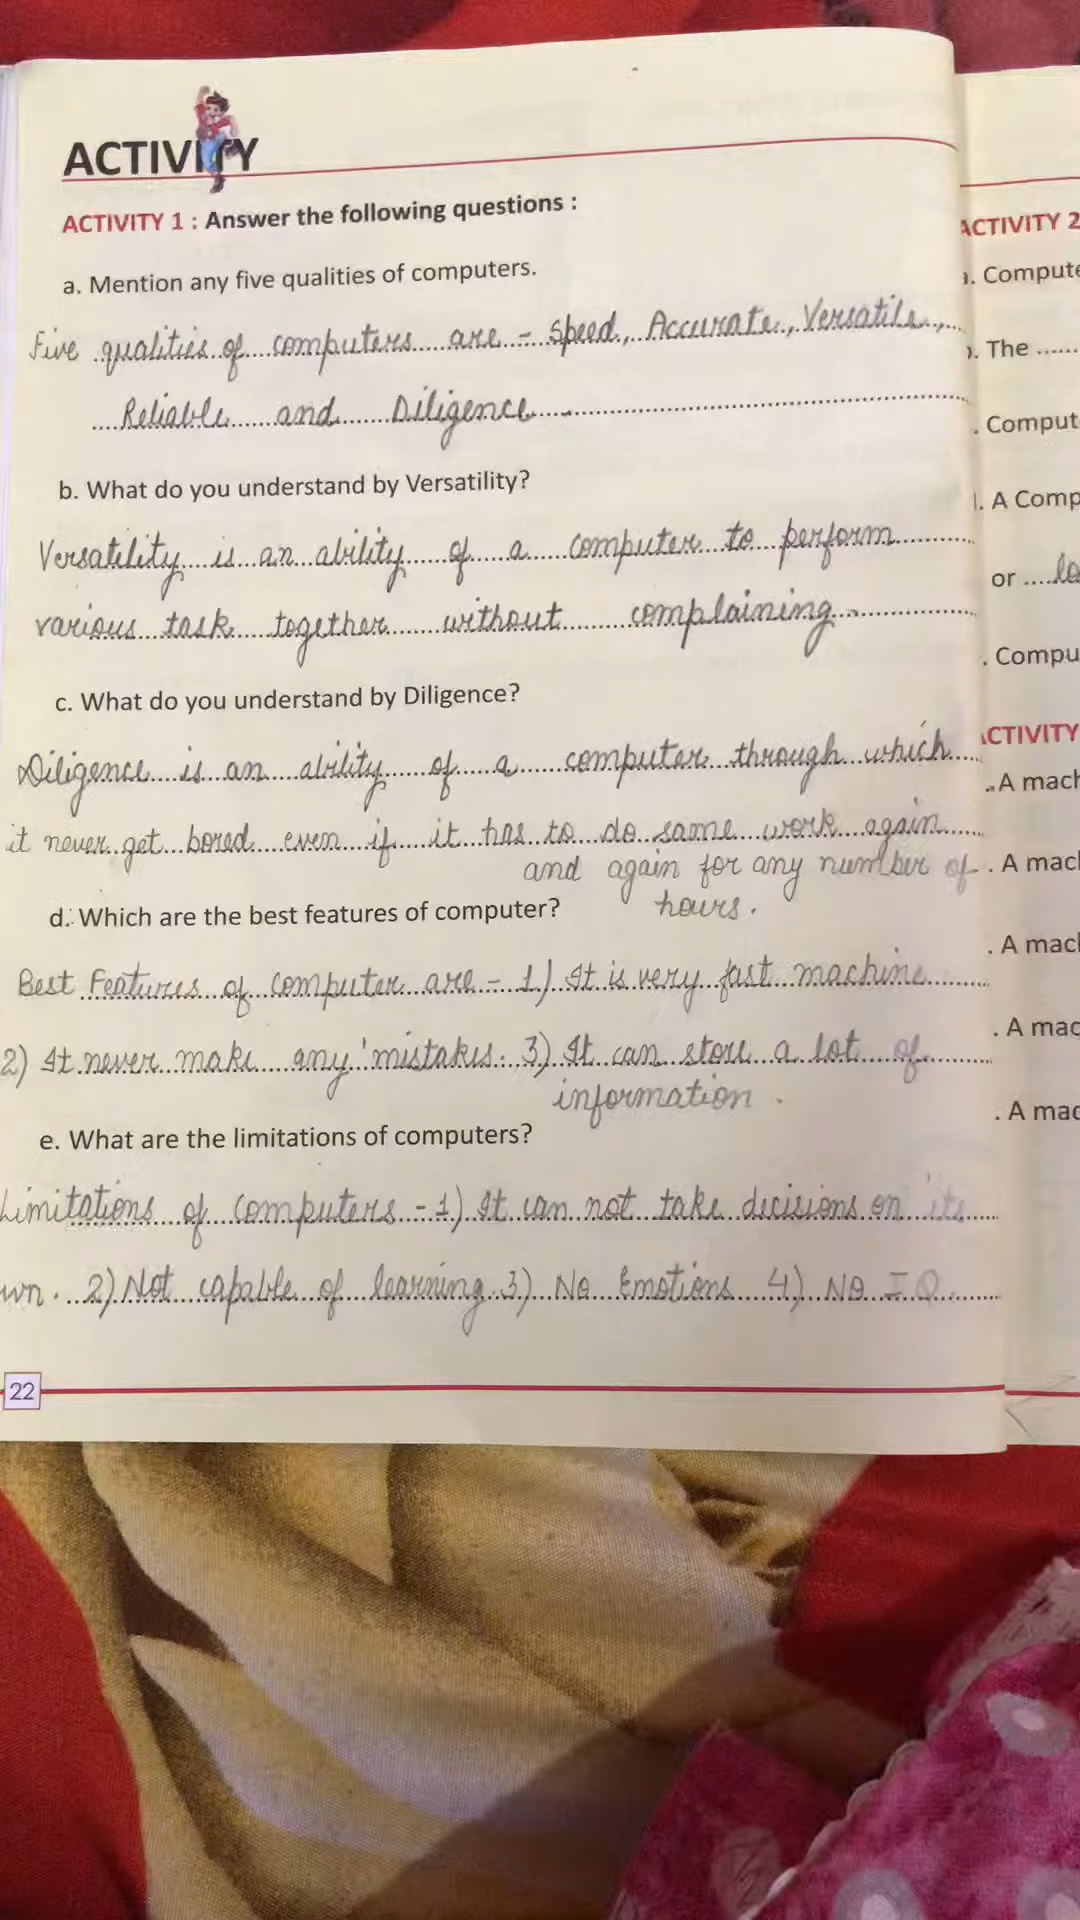 ACTIVITY
ACTIVITY 1 : Answer the following questions :
a. Mention any five qualities of computers.
Five qualities of computers are - speed, Accurate, Versatile,
Reliable and Diligence.
b. What do you understand by Versatility?
Versatility is an ability of a computer to perform
various task together without complaining.
c. What do you understand by Diligence?
Diligence is an ability of a computer through which
it never get bored even if it has to do same work again
and again for any number of
hours.
d. Which are the best features of computer?
Best Features of computer are - 1) It is very fast machine
2) It never make any mistakes. 3) It can store a lot of
information.
e. What are the limitations of computers?
Limitations of computers - 1) It can not take decisions on its
wn. 2) Not capable of learning 3) No Emotions 4) No I Q.
22
ACTIVITY 2
. Compute
. The ......
. Comput
. A Comp
or ....lo
. Compu
ACTIVITY
. A mach
. A mac
. A mac
. A mac
. A mac